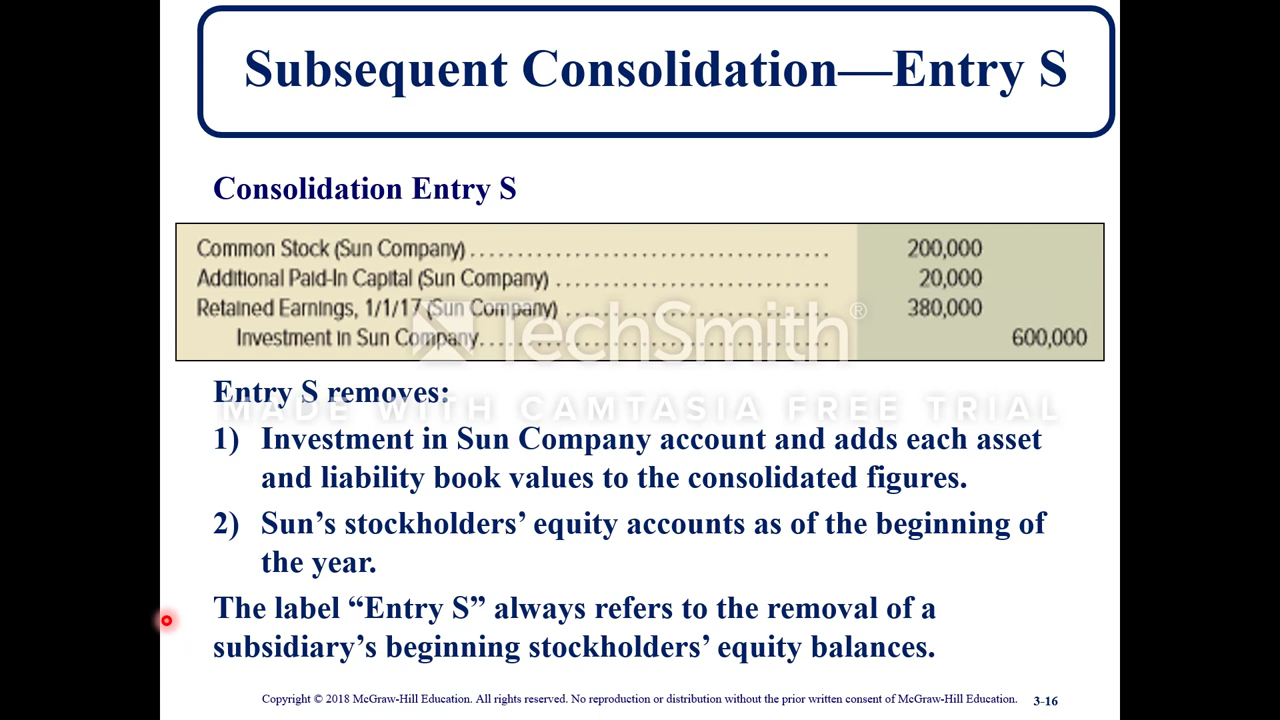 Subsequent Consolidation—Entry S
Consolidation Entry S
Common Stock (Sun Company) . . . . . . . . . . . . . . . . . . . . . . . . . . . . . . . . . . . . . . 200,000
Additional Paid-In Capital (Sun Company) . . . . . . . . . . . . . . . . . . . . . . . . . . . . . 20,000
Retained Earnings, 1/1/17 (Sun Company) . . . . . . . . . . . . . . . . . . . . . . . . . . . . 380,000
Investment in Sun Company. . . . . . . . . . . . . . . . . . . . . . . . . . . . . . . . . . . . . 600,000
TechSmith®
Entry S removes:
MADE WITH CAMTASIA FREE TRIAL
1) Investment in Sun Company account and adds each asset
and liability book values to the consolidated figures.
2) Sun’s stockholders’ equity accounts as of the beginning of
the year.
The label “Entry S” always refers to the removal of a
subsidiary’s beginning stockholders’ equity balances.
Copyright © 2018 McGraw-Hill Education. All rights reserved. No reproduction or distribution without the prior written consent of McGraw-Hill Education. 3-16